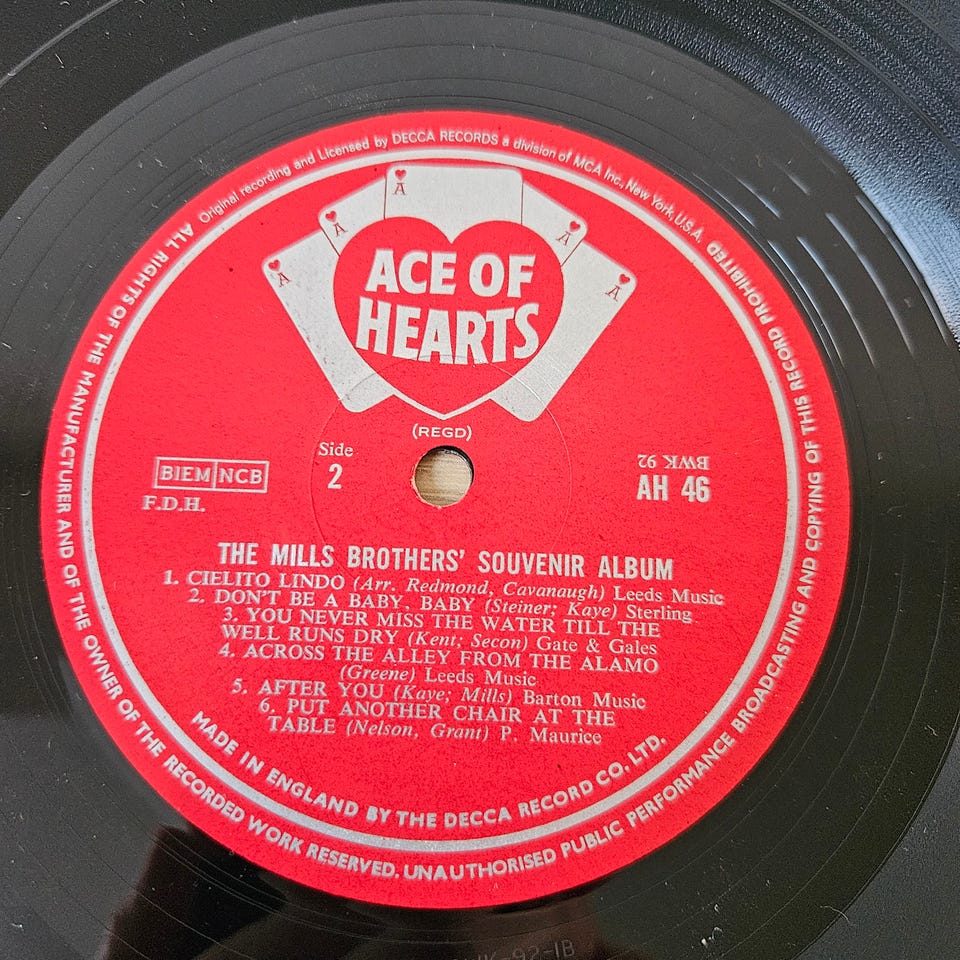 Original recording and Licensed by DECCA RECORDS a division of MCA Inc, New York, U.S.A.
ALL RIGHTS OF THE MANUFACTURER AND OF THE OWNER OF THE RECORDED WORK RESERVED. UNAUTHORISED PUBLIC PERFORMANCE BROADCASTING AND COPYING OF THIS RECORD PROHIBITED
A
A
A
A
A
ACE OF
HEARTS
(REGD)
Side
2
BIEM NCB
F.D.H.
BWK 92
AH 46
THE MILLS BROTHERS' SOUVENIR ALBUM
1. CIELITO LINDO (Arr. Redmond, Cavanaugh) Leeds Music
2. DON'T BE A BABY, BABY (Steiner; Kaye) Sterling
3. YOU NEVER MISS THE WATER TILL THE
WELL RUNS DRY (Kent; Secon) Gate & Gales
4. ACROSS THE ALLEY FROM THE ALAMO
(Greene) Leeds Music
5. AFTER YOU (Kaye; Mills) Barton Music
6. PUT ANOTHER CHAIR AT THE
TABLE (Nelson, Grant) P. Maurice
MADE IN ENGLAND BY THE DECCA RECORD CO. LTD.